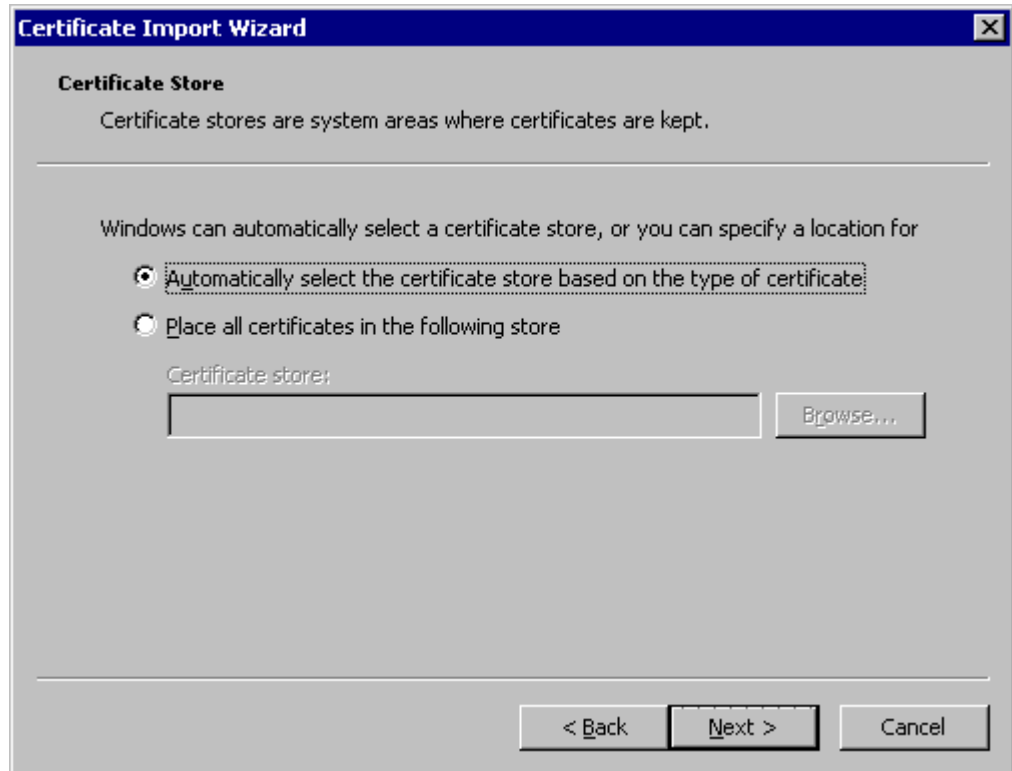 Certificate Import Wizard
Certificate Store
Certificate stores are system areas where certificates are kept.
Windows can automatically select a certificate store, or you can specify a location for
Automatically select the certificate store based on the type of certificate
Place all certificates in the following store
Certificate store:
Browse...
< Back Next > Cancel